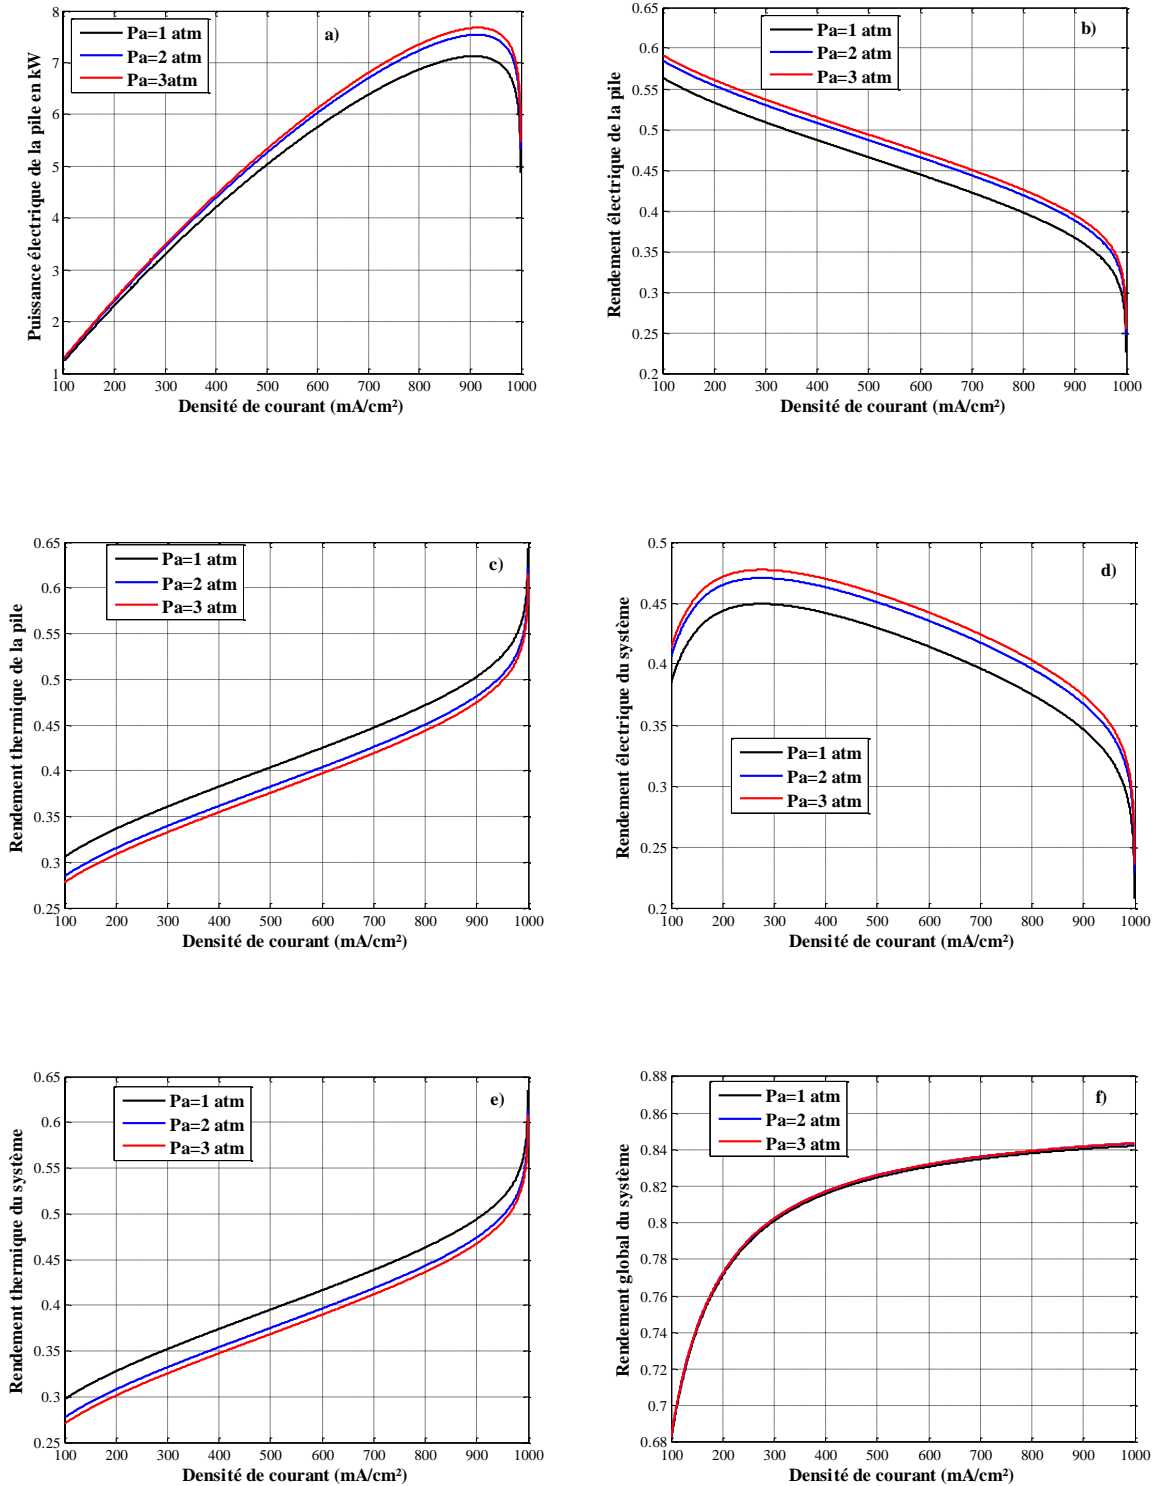 a)
Pa=1 atm
Pa=2 atm
Pa=3atm
Puissance électrique de la pile en kW
8
7
6
5
4
3
2
1
100 200 300 400 500 600 700 800 900 1000
Densité de courant (mA/cm²)
b)
Pa=1 atm
Pa=2 atm
Pa=3 atm
Rendement électrique de la pile
0.65
0.6
0.55
0.5
0.45
0.4
0.35
0.3
0.25
0.2
100 200 300 400 500 600 700 800 900 1000
Densité de courant (mA/cm²)
c)
Pa=1 atm
Pa=2 atm
Pa=3 atm
Rendement thermique de la pile
0.65
0.6
0.55
0.5
0.45
0.4
0.35
0.3
0.25
100 200 300 400 500 600 700 800 900 1000
Densité de courant (mA/cm²)
d)
Pa=1 atm
Pa=2 atm
Pa=3 atm
Rendement électrique du système
0.5
0.45
0.4
0.35
0.3
0.25
0.2
100 200 300 400 500 600 700 800 900 1000
Densité de courant (mA/cm²)
e)
Pa=1 atm
Pa=2 atm
Pa=3 atm
Rendement thermique du système
0.65
0.6
0.55
0.5
0.45
0.4
0.35
0.3
0.25
100 200 300 400 500 600 700 800 900 1000
Densité de courant (mA/cm²)
f)
Pa=1 atm
Pa=2 atm
Pa=3 atm
Rendement global du système
0.88
0.86
0.84
0.82
0.8
0.78
0.76
0.74
0.72
0.7
0.68
100 200 300 400 500 600 700 800 900 1000
Densité de courant (mA/cm²)